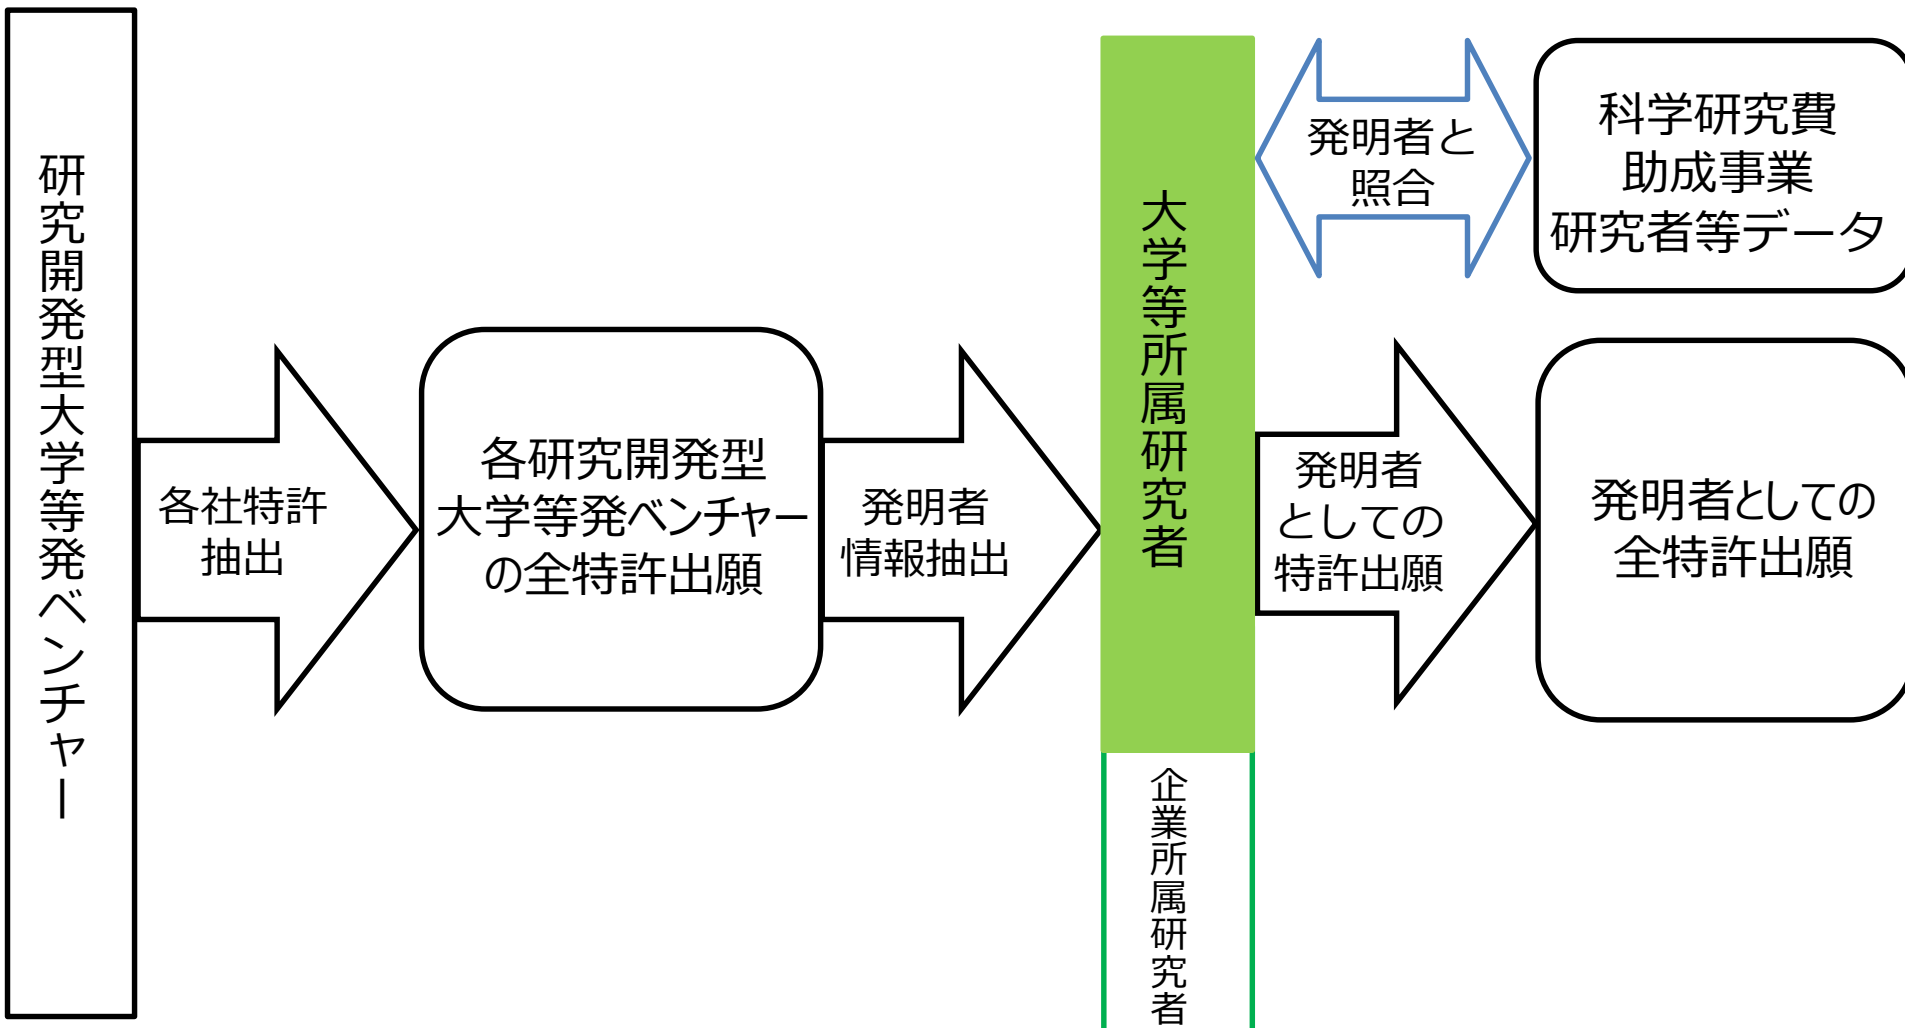 研究開発型大学等発ベンチャー
各社特許
抽出
各研究開発型
大学等発ベンチャー
の全特許出願
発明者
情報抽出
大学等所属研究者
企業所属研究者
発明者と
照合
科学研究費
助成事業
研究者等データ
発明者
としての
特許出願
発明者としての
全特許出願